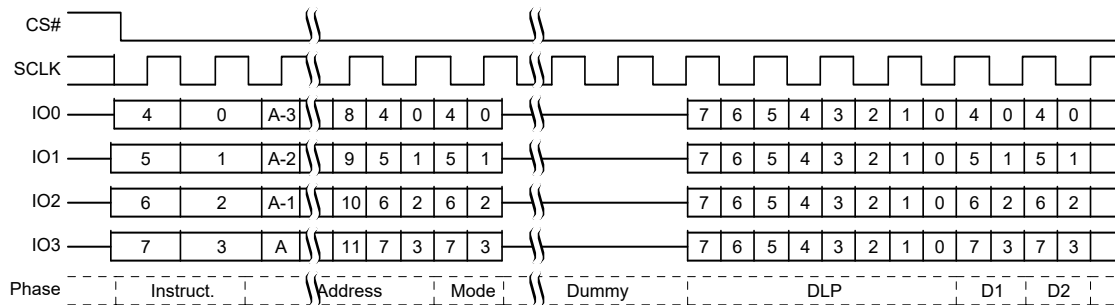 CS#
SCLK
IO0 4 0 A-3 8 4 0 4 0 7 6 5 4 3 2 1 0 4 0 4 0
IO1 5 1 A-2 9 5 1 5 1 7 6 5 4 3 2 1 0 5 1 5 1
IO2 6 2 A-1 10 6 2 6 2 7 6 5 4 3 2 1 0 6 2 6 2
IO3 7 3 A 11 7 3 7 3 7 6 5 4 3 2 1 0 7 3 7 3
Phase Instruct. Address Mode Dummy DLP D1 D2